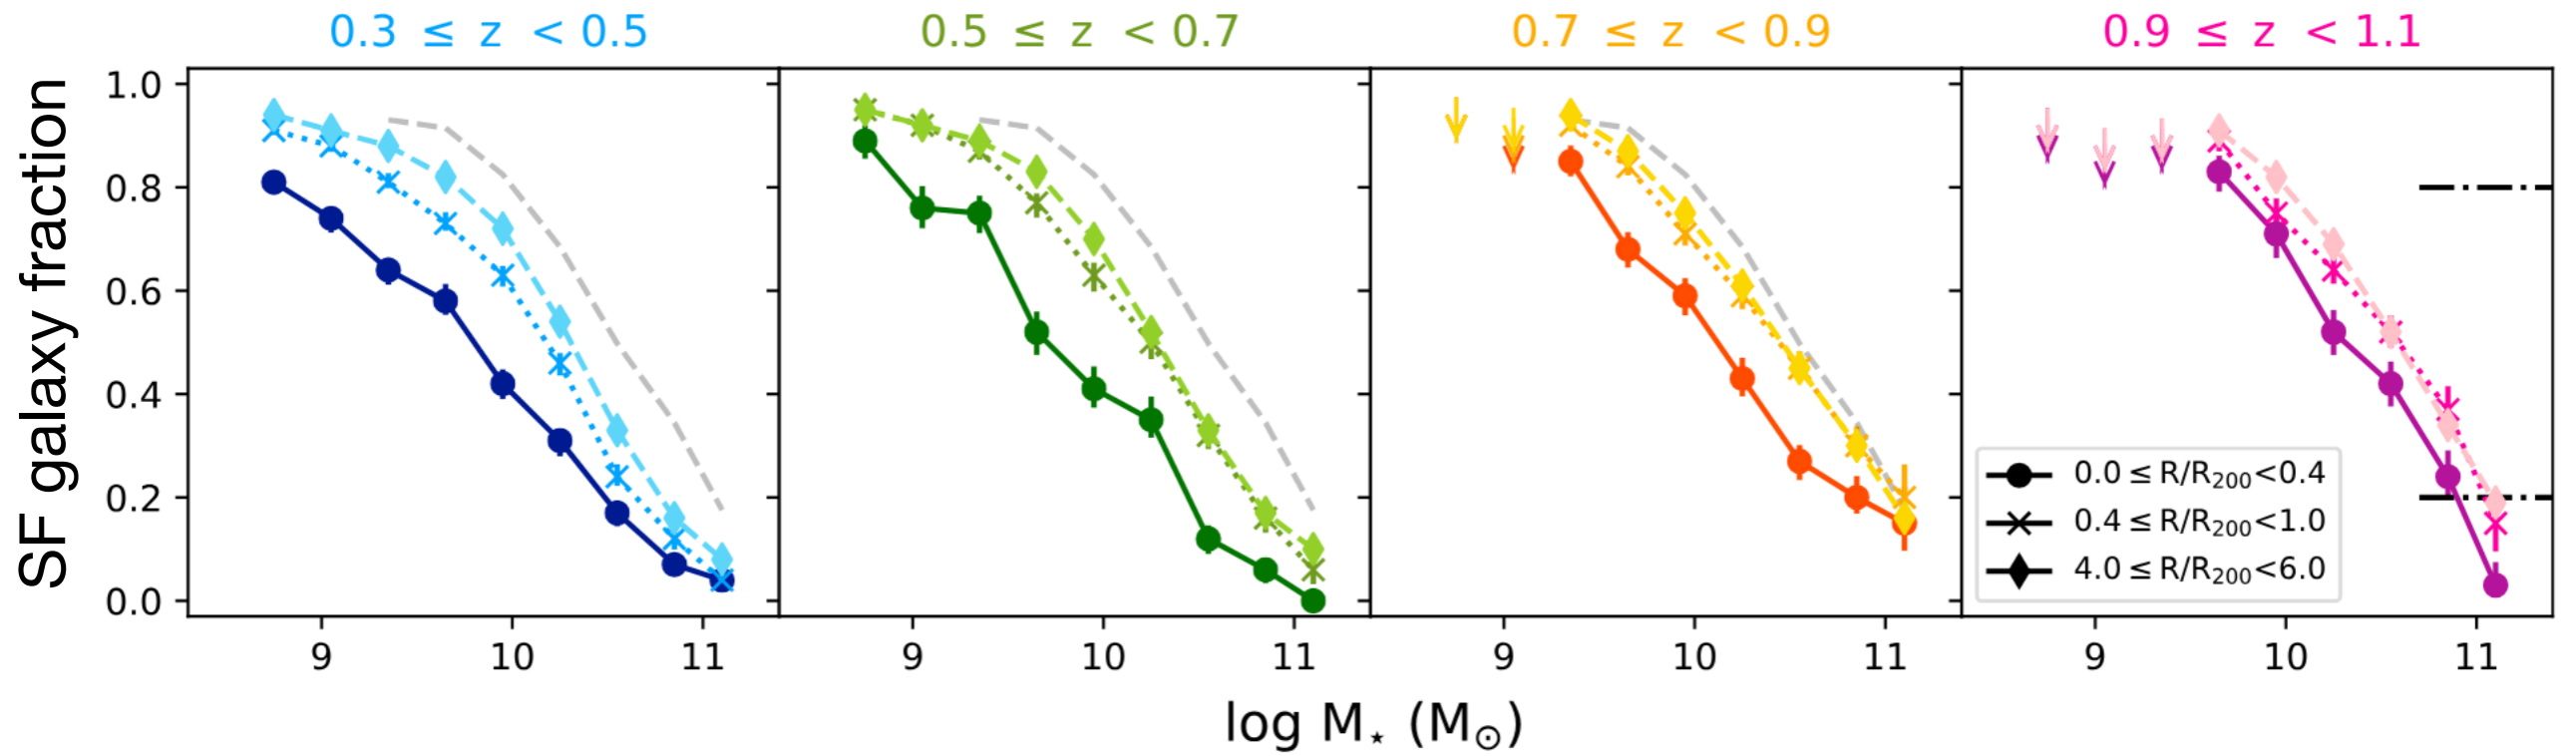 0.3 ≤ z < 0.5 0.5 ≤ z < 0.7 0.7 ≤ z < 0.9 0.9 ≤ z < 1.1
SF galaxy fraction
1.0
0.8
0.6
0.4
0.2
0.0
0.0 ≤ R/R₂₀₀<0.4
0.4 ≤ R/R₂₀₀<1.0
4.0 ≤ R/R₂₀₀<6.0
9 10 11 9 10 11 9 10 11 9 10 11
log M⋆ (M☉)